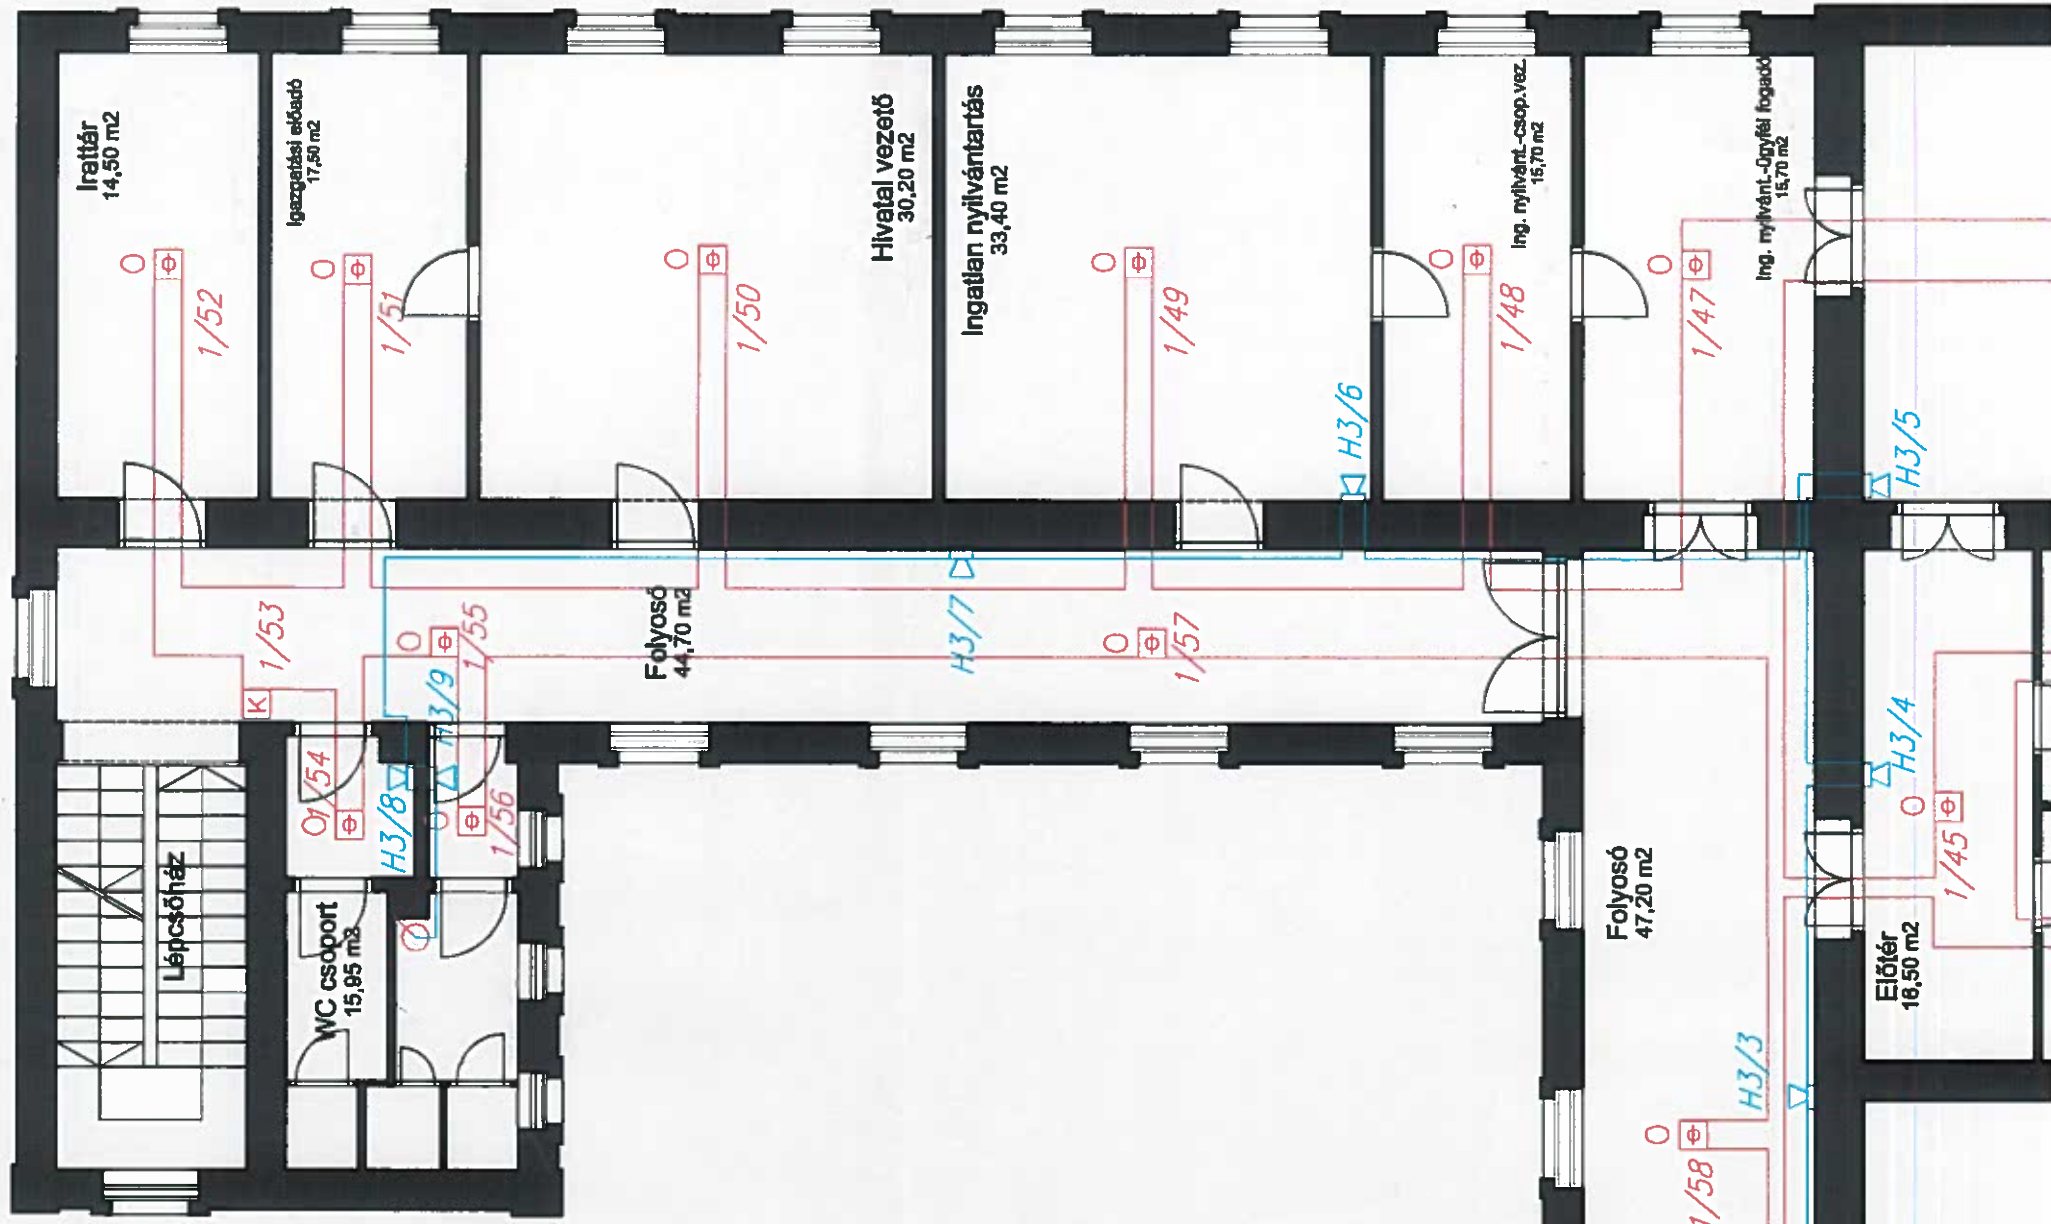 Irattár
14,50 m2
Igazgatási előadó
17,50 m2
Hivatal vezető
30,20 m2
Ingatlan nyilvántartás
33,40 m2
Ing. nyilvánt.-csop.vez.
15,70 m2
Ing. nyilvánt.-ügyfél fogadó
15,70 m2
1/52
1/51
1/50
1/49
1/48
1/47
H3/6
H3/5
1/53
1/55
Folyosó
44,70 m2
H3/7
1/57
K
H3/9
H3/4
1/54
H3/8
1/56
1/45
Lépcsőház
WC csoport
15,95 m2
Folyosó
47,20 m2
Előtér
16,50 m2
H3/3
1/58